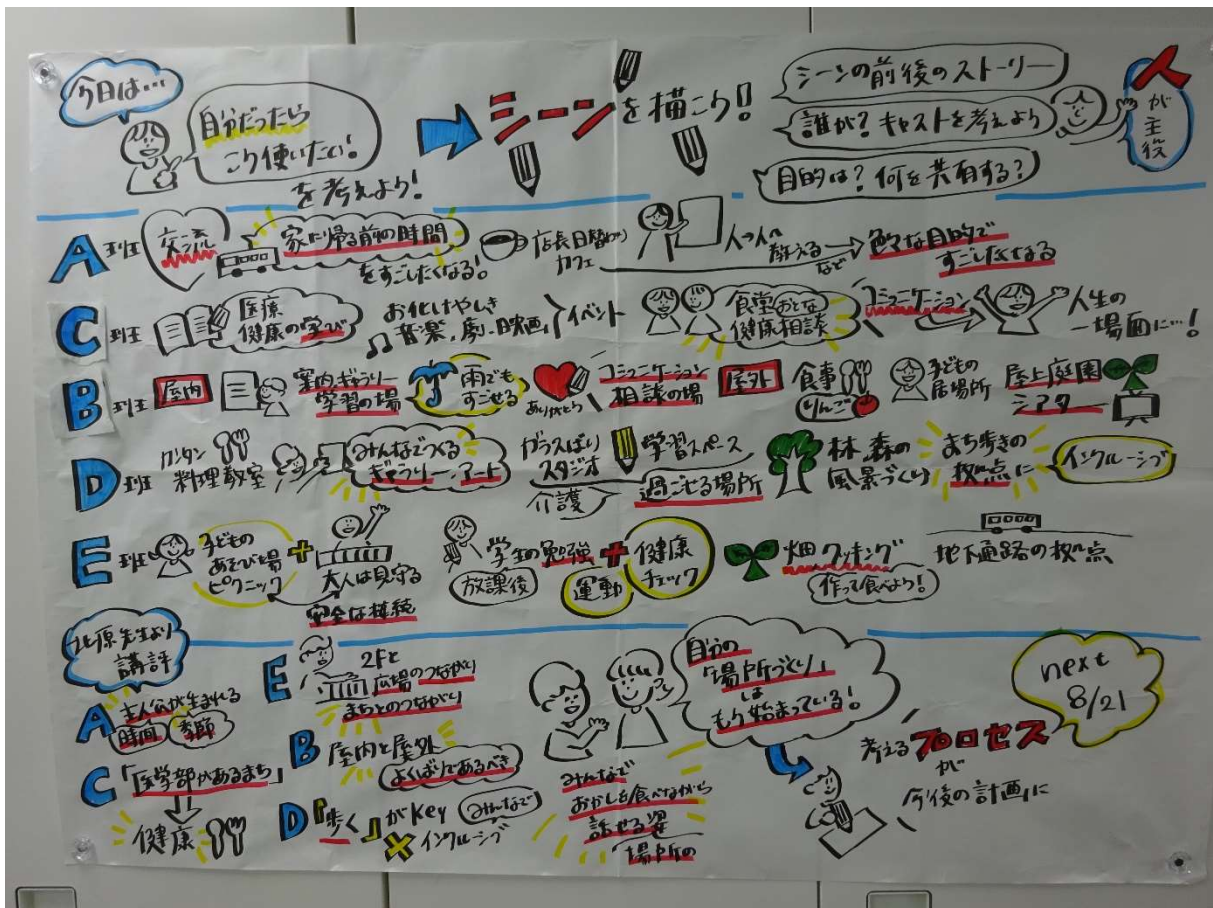 今日は…
自分だったら
こう使いたい!
を考えよう!
シーンを描こう!!
シーンの前後のストーリー
誰が? キャストを考えよう
目的は? 何を共有する?
人
が
主役
A班
交流
家に帰る前の時間
をすごしたくなる!
店長日替わり
カフェ
人→人へ
教える
など
色々な目的で
すごしたくなる
C班
医療
健康の学び
お化けやしき
音楽、劇、映画、
イベント
食堂、おとな
健康相談
コミュニケーション
人生の
一場面に…!
B班
屋内
案内、ギャラリー
学習の場
雨でも
すごせる
ありがとう
コミュニケーション
相談の場
屋外
食事
りんご
子どもの
居場所
屋上庭園
シアター
D班
カンタン
料理教室
みんなでつくる
ギャラリー、アート
ガラスばり
スタジオ
介護
学習スペース
過ごせる場所
林、森の
風景づくり
まち歩きの
拠点に
インクルーシブ
E班
子どもの
あそび場
ピクニック
+
大人は見守る
安全な接続
学生の勉強
放課後
+
運動
健康
チェック
畑クッキング
作って食べよう!
地下通路の拠点
北原先生より
講評
A
主人公が生まれる
時間
季節
C「医学部があるまち」
健康
E
2Fと
広場のつながり
まちとのつながり
B
屋内と屋外
よくばりであるべき
D「歩く」がKey
みんなで
×インクルーシブ
みんなで
おかしを食べながら
話せる姿
場所の
自分の
「場所づくり」
は
もう始まっている!
next
8/21
考えるプロセス
が
今後の計画に